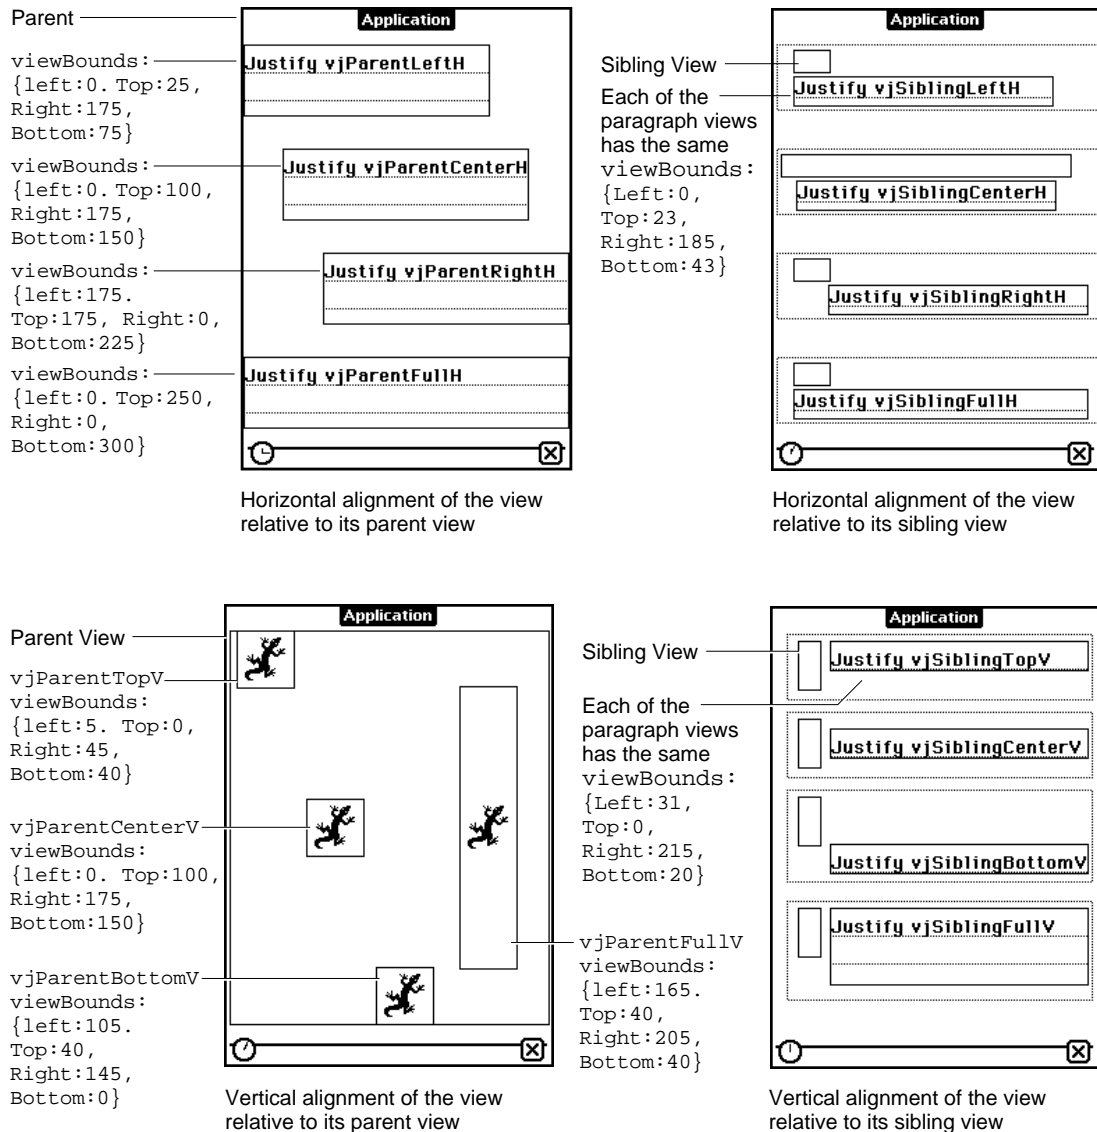 Parent
viewBounds:
{left:0. Top:25,
Right:175,
Bottom:75}
viewBounds:
{left:0. Top:100,
Right:175,
Bottom:150}
viewBounds:
{left:175.
Top:175, Right:0,
Bottom:225}
viewBounds:
{left:0. Top:250,
Right:0,
Bottom:300}
Application
Justify vjParentLeftH
Justify vjParentCenterH
Justify vjParentRightH
Justify vjParentFullH
Horizontal alignment of the view
relative to its parent view
Sibling View
Each of the
paragraph views
has the same
viewBounds:
{Left:0,
Top:23,
Right:185,
Bottom:43}
Application
Justify vjSiblingLeftH
Justify vjSiblingCenterH
Justify vjSiblingRightH
Justify vjSiblingFullH
Horizontal alignment of the view
relative to its sibling view
Parent View
vjParentTopV
viewBounds:
{left:5. Top:0,
Right:45,
Bottom:40}
vjParentCenterV
viewBounds:
{left:0. Top:100,
Right:175,
Bottom:150}
vjParentBottomV
viewBounds:
{left:105.
Top:40,
Right:145,
Bottom:0}
Application
Vertical alignment of the view
relative to its parent view
Sibling View
Each of the
paragraph views
has the same
viewBounds:
{Left:31,
Top:0,
Right:215,
Bottom:20}
vjParentFullV
viewBounds:
{left:165.
Top:40,
Right:205,
Bottom:40}
Application
Justify vjSiblingTopV
Justify vjSiblingCenterV
Justify vjSiblingBottomV
Justify vjSiblingFullV
Vertical alignment of the view
relative to its sibling view